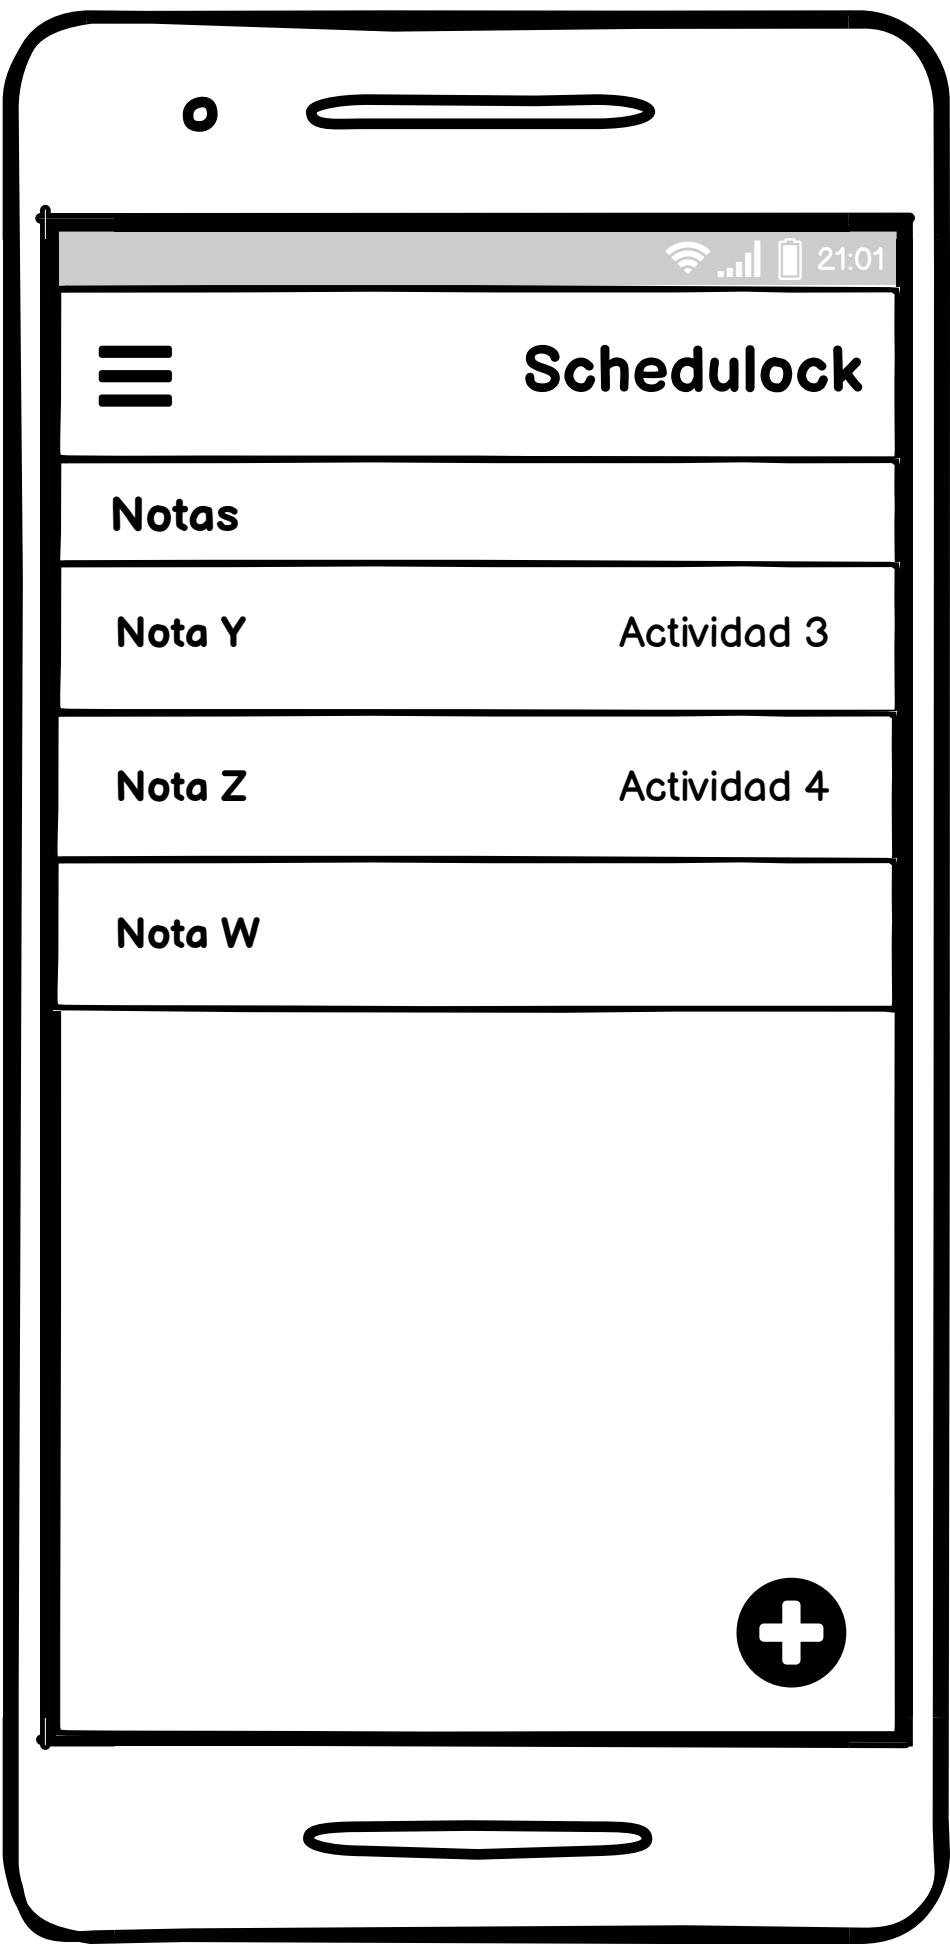 21:01
Schedulock
Notas
Nota Y Actividad 3
Nota Z Actividad 4
Nota W